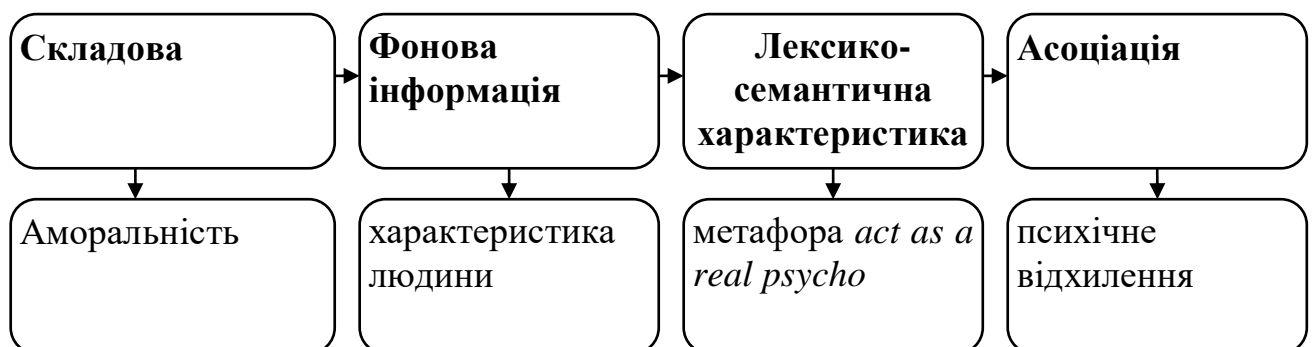 Складова
Фонова
інформація
Лексико-
семантична
характеристика
Асоціація
Аморальність
характеристика
людини
метафора act as a
real psycho
психічне
відхилення